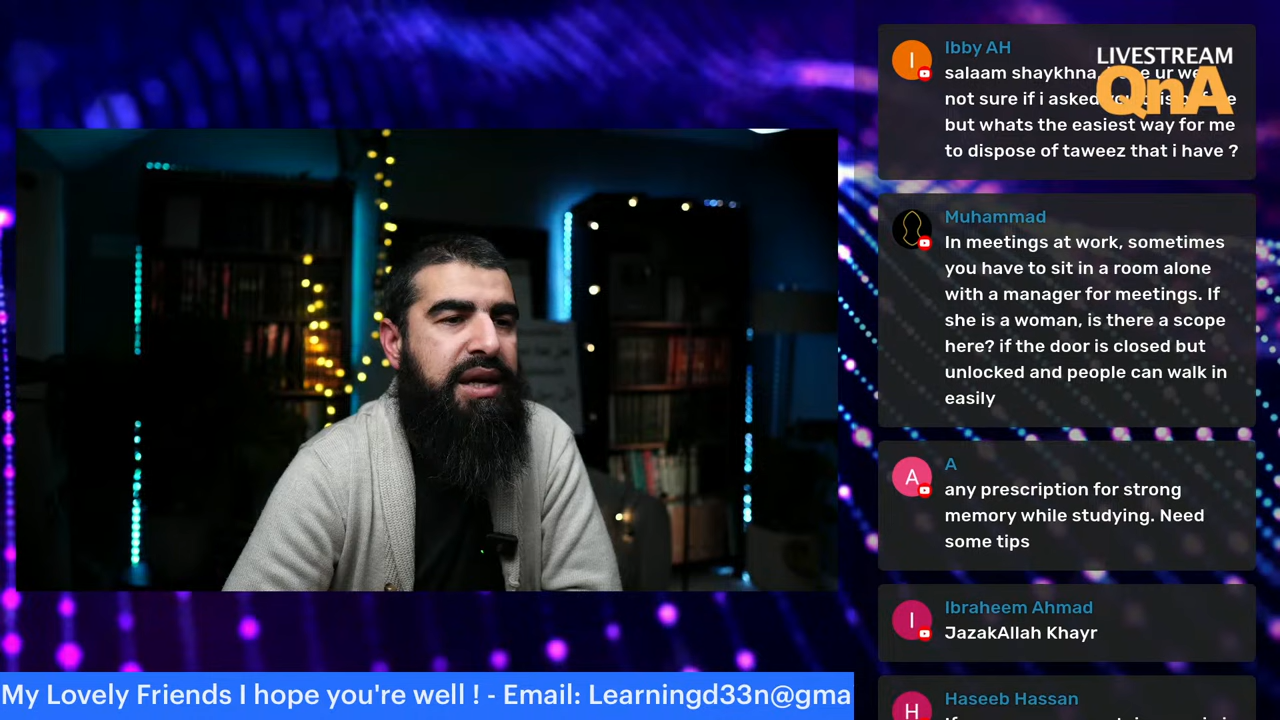 LIVESTREAM
QnA
Ibby AH
salaam shaykhna,
not sure if i asked
but whats the easiest way for me
to dispose of taweez that i have ?
Muhammad
In meetings at work, sometimes
you have to sit in a room alone
with a manager for meetings. If
she is a woman, is there a scope
here? if the door is closed but
unlocked and people can walk in
easily
A
any prescription for strong
memory while studying. Need
some tips
Ibraheem Ahmad
JazakAllah Khayr
Haseeb Hassan
My Lovely Friends I hope you're well ! - Email: Learningd33n@gma